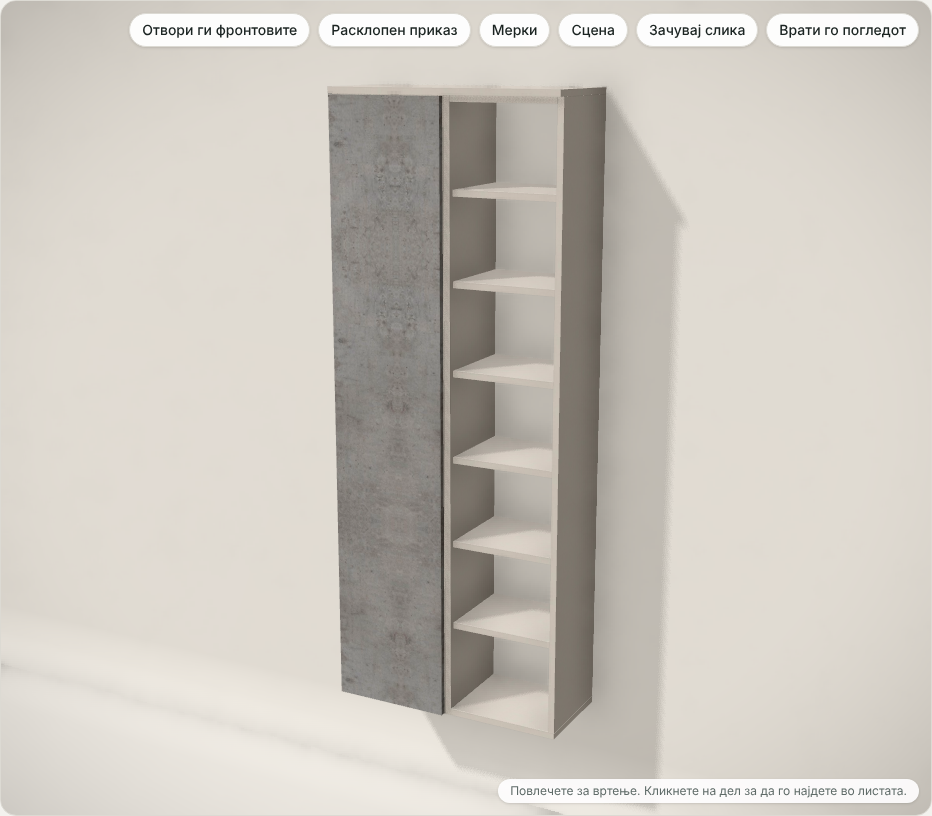 Отвори ги фронтовите
Расклопен приказ
Мерки
Сцена
Зачувај слика
Врати го погледот
Повлечете за вртење. Кликнете на дел за да го најдете во листата.